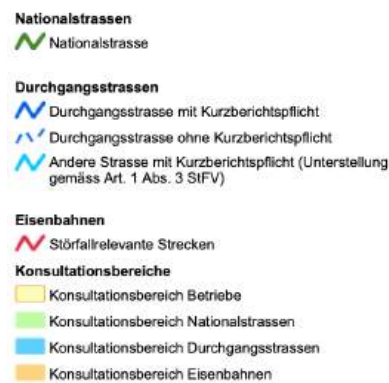 Nationalstrassen
Nationalstrasse
Durchgangsstrassen
Durchgangsstrasse mit Kurzberichtspflicht
Durchgangsstrasse ohne Kurzberichtspflicht
Andere Strasse mit Kurzberichtspflicht (Unterstellung
gemäss Art. 1 Abs. 3 StFV)
Eisenbahnen
Störfallrelevante Strecken
Konsultationsbereiche
Konsultationsbereich Betriebe
Konsultationsbereich Nationalstrassen
Konsultationsbereich Durchgangsstrassen
Konsultationsbereich Eisenbahnen